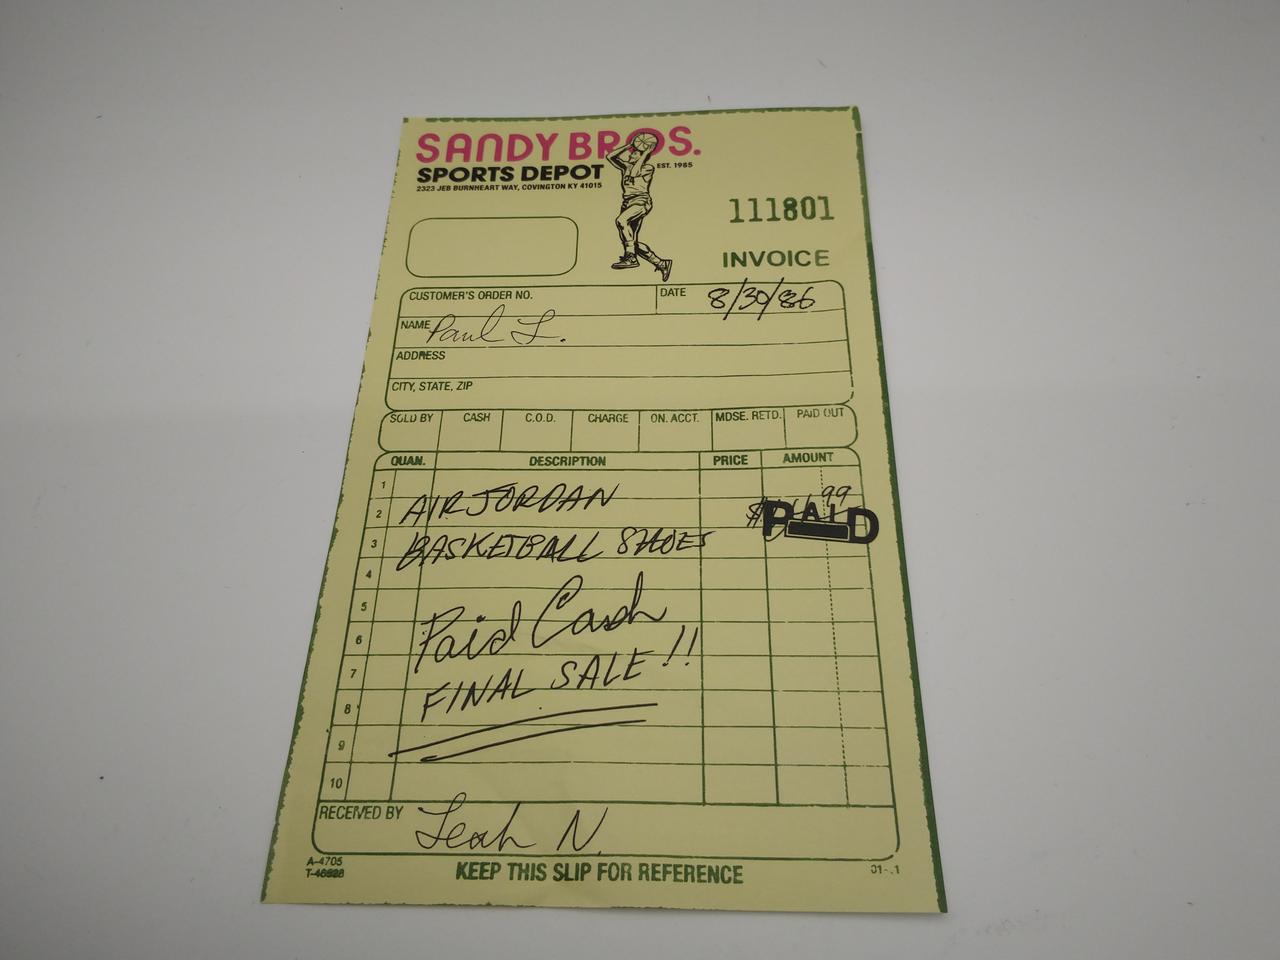 SANDY BROS.
SPORTS DEPOT
EST. 1985
2323 JEB BURNHEART WAY, COVINGTON KY 41015
111801
INVOICE
CUSTOMER'S ORDER NO.
DATE 8/30/86
NAME Paul L.
ADDRESS
CITY, STATE, ZIP
SOLD BY CASH C.O.D. CHARGE ON. ACCT. MDSE. RETD. PAID OUT
QUAN. DESCRIPTION PRICE AMOUNT
1
2 AIR JORDAN
$ 99
PAID
3 BASKETBALL SHOES
4
5
6 Paid Cash
7
8 FINAL SALE!!
9
10
RECEIVED BY Leah N.
A-4705
KEEP THIS SLIP FOR REFERENCE